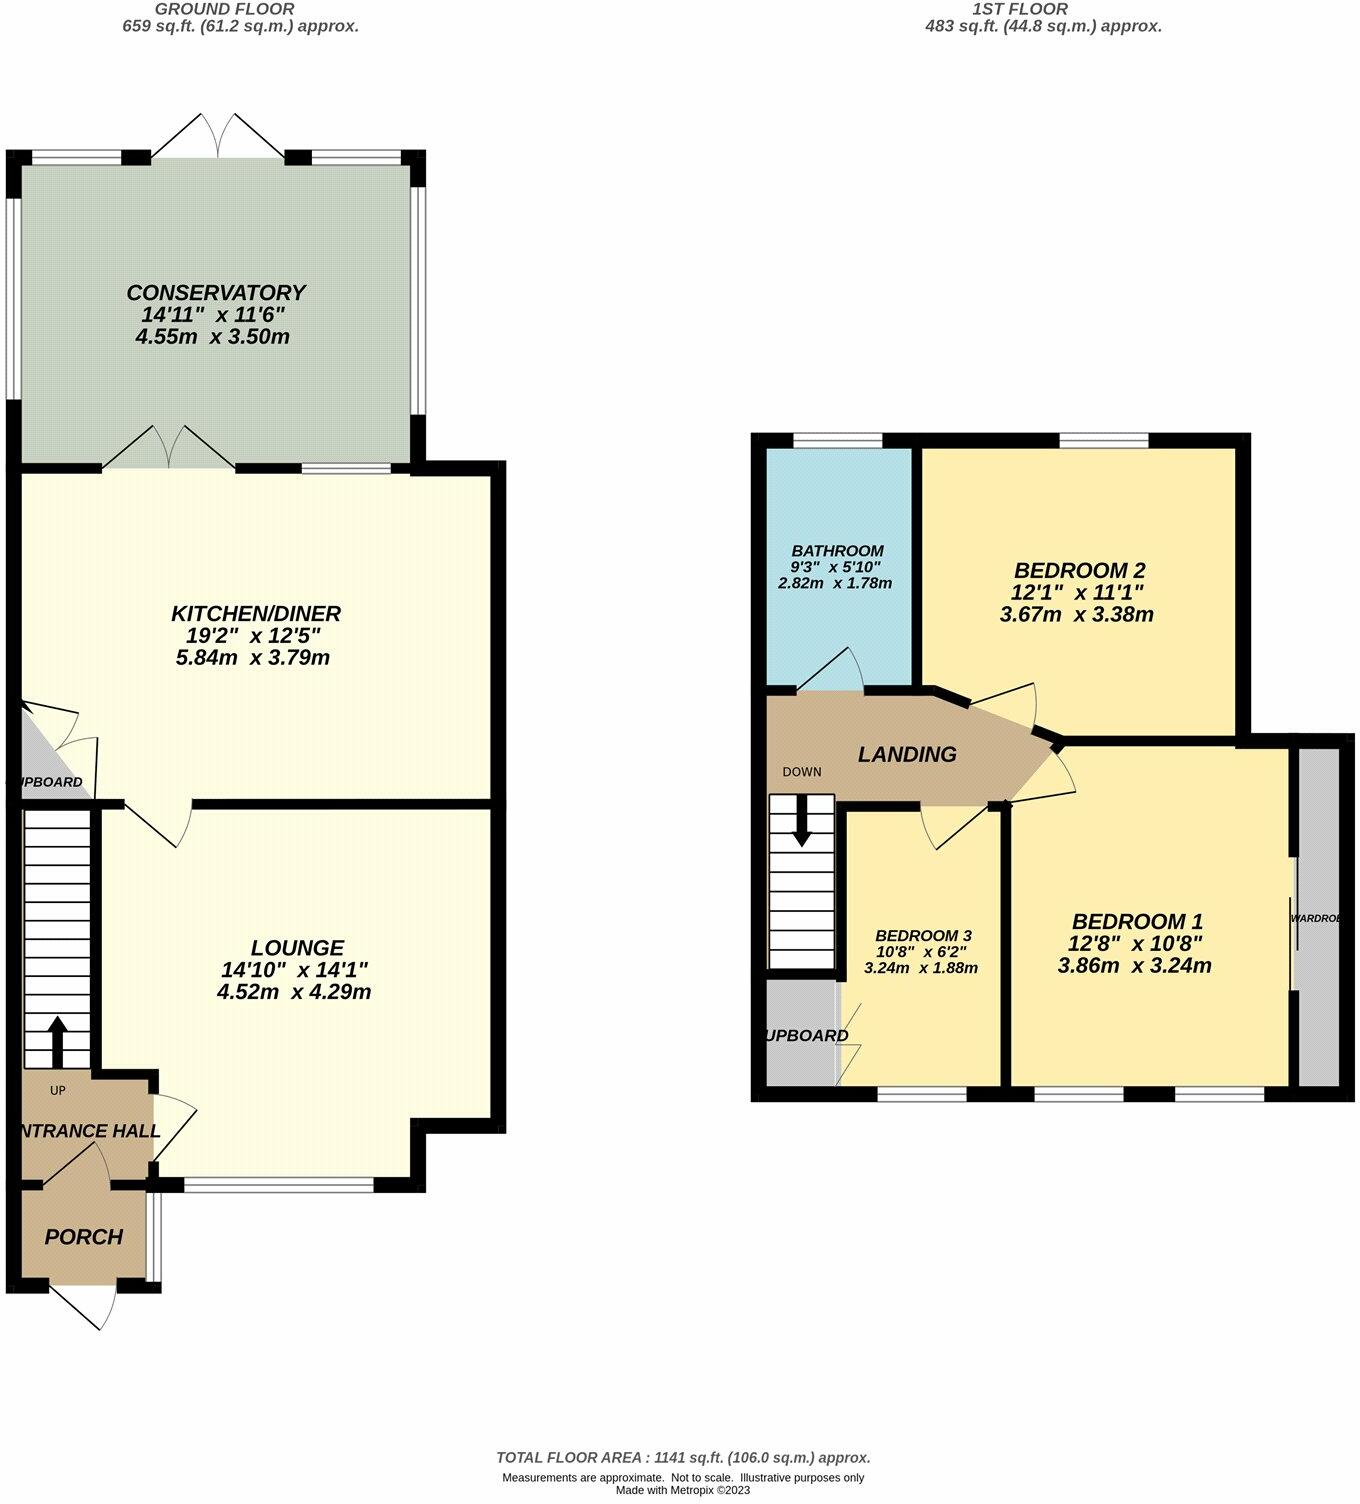 GROUND FLOOR
659 sq.ft. (61.2 sq.m.) approx.
1ST FLOOR
483 sq.ft. (44.8 sq.m.) approx.
CONSERVATORY
14'11" x 11'6"
4.55m x 3.50m
KITCHEN/DINER
19'2" x 12'5"
5.84m x 3.79m
UPBOARD
LOUNGE
14'10" x 14'1"
4.52m x 4.29m
UP
NTRANCE HALL
PORCH
BATHROOM
9'3" x 5'10"
2.82m x 1.78m
BEDROOM 2
12'1" x 11'1"
3.67m x 3.38m
LANDING
DOWN
BEDROOM 3
10'8" x 6'2"
3.24m x 1.88m
BEDROOM 1
12'8" x 10'8"
3.86m x 3.24m
WARDROB
UPBOARD
TOTAL FLOOR AREA : 1141 sq.ft. (106.0 sq.m.) approx.
Measurements are approximate. Not to scale. Illustrative purposes only
Made with Metropix ©2023